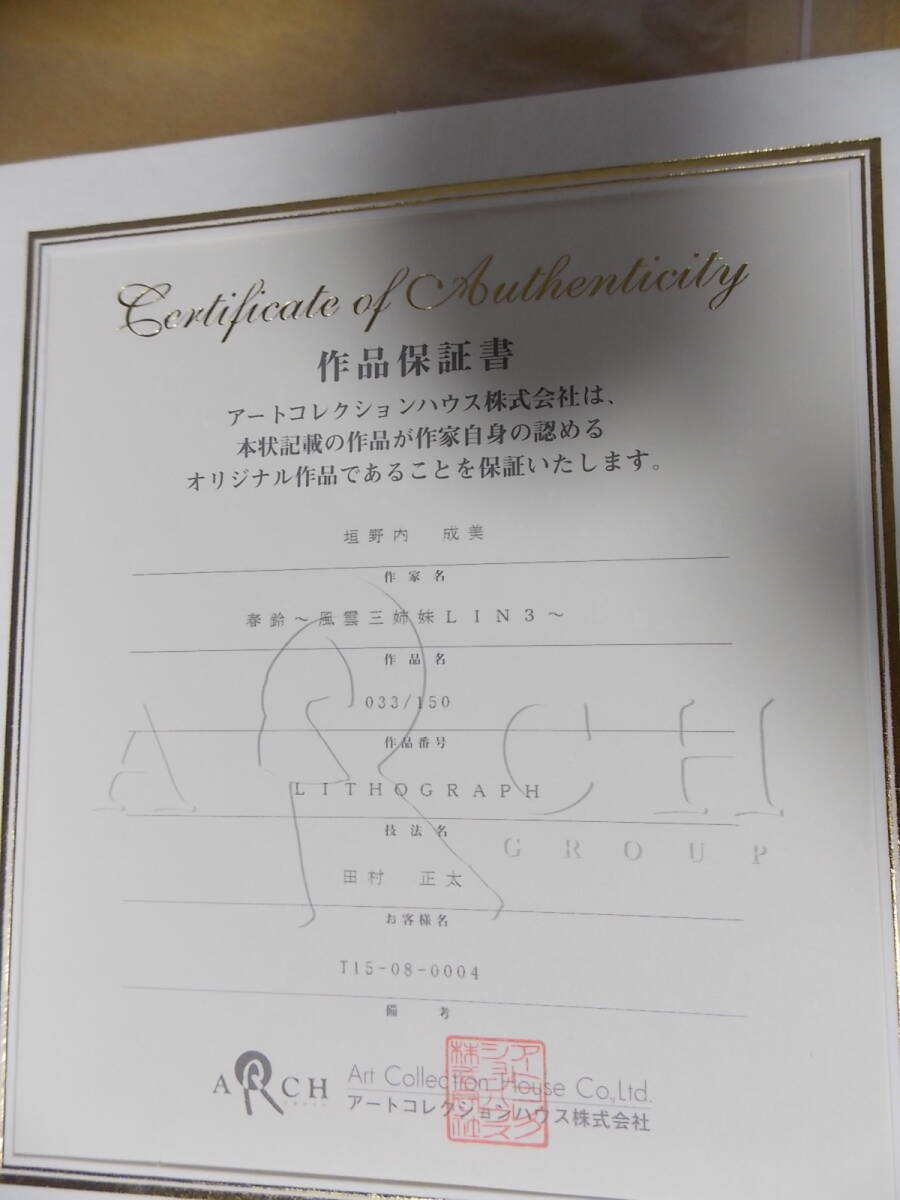 Certificate of Authenticity
作品保証書
アートコレクションハウス株式会社は、
本状記載の作品が作家自身の認める
オリジナル作品であることを保証いたします。
垣野内 成美
作家名
春鈴～風雲三姉妹LIN3～
作品名
033/150
作品番号
LITHOGRAPH
技法名
ARCH
GROUP
田村 正太
お客様名
T15-08-0004
備考
ARCH
Art Collection House Co.,Ltd.
アートコレクションハウス株式会社